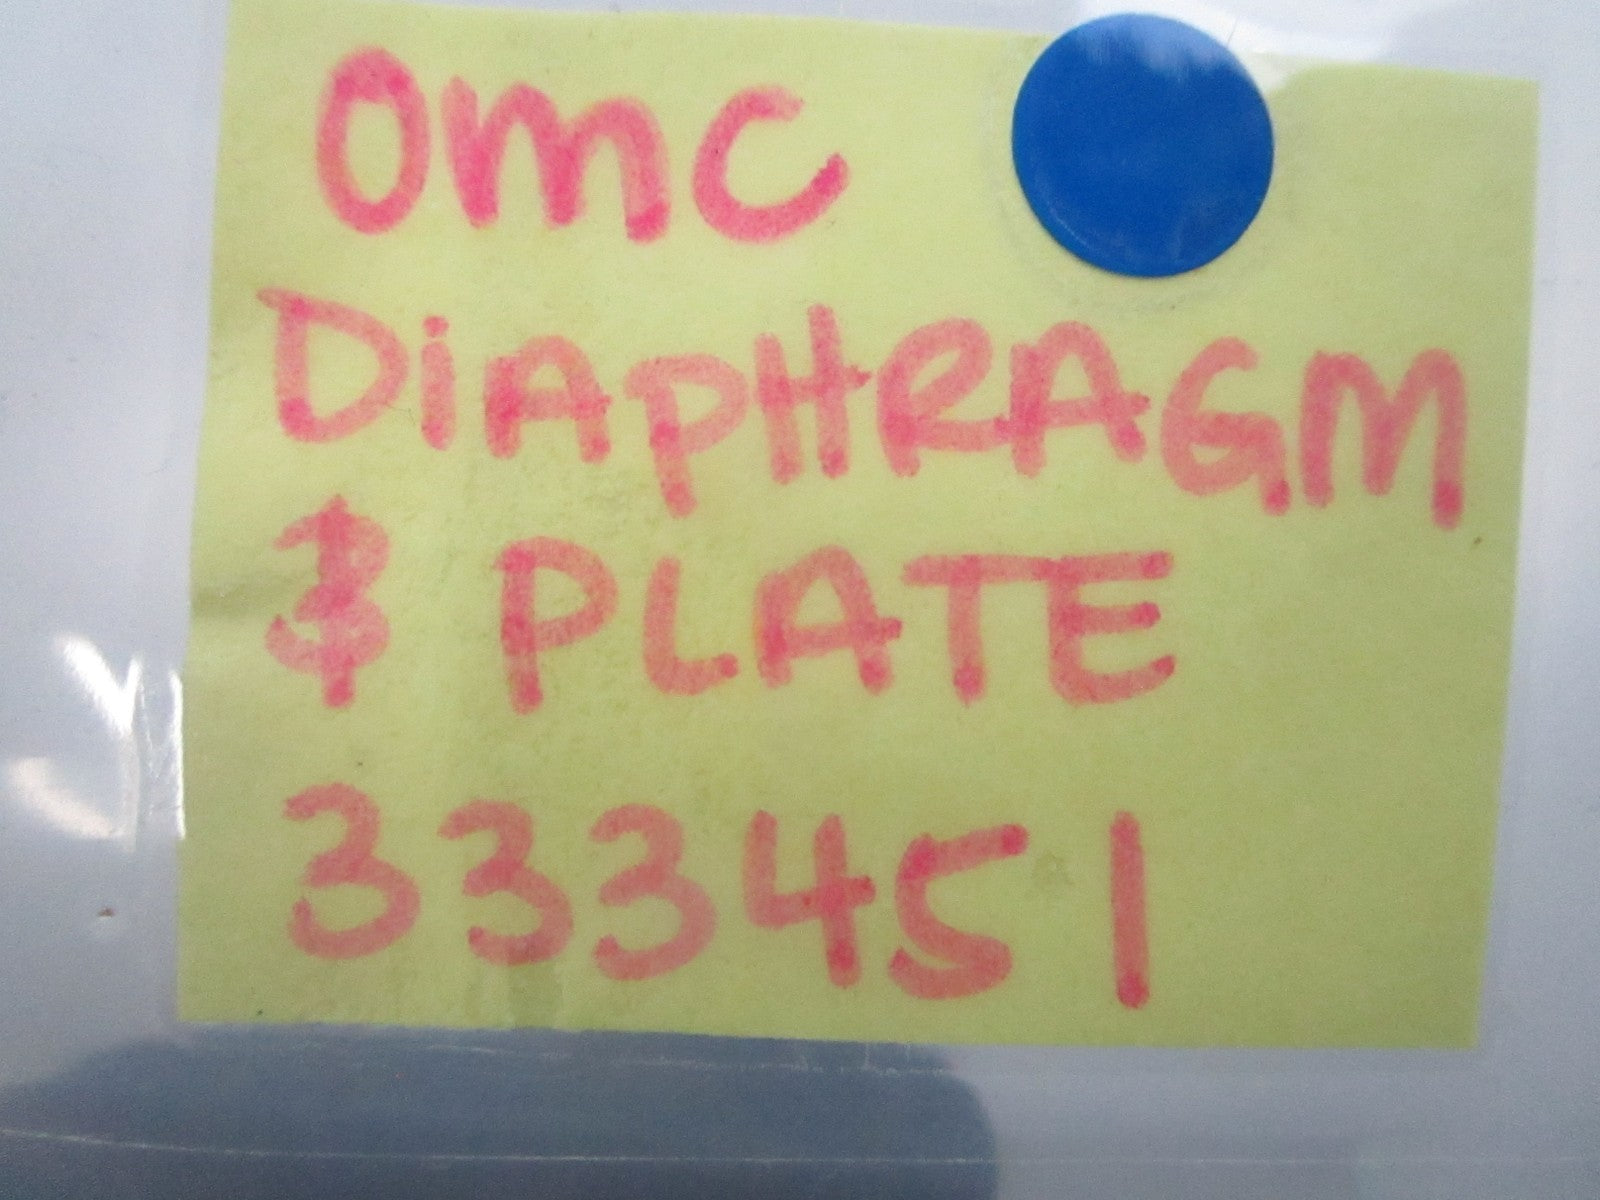 OMC
DiAPHRAGM
& PLATE
333451